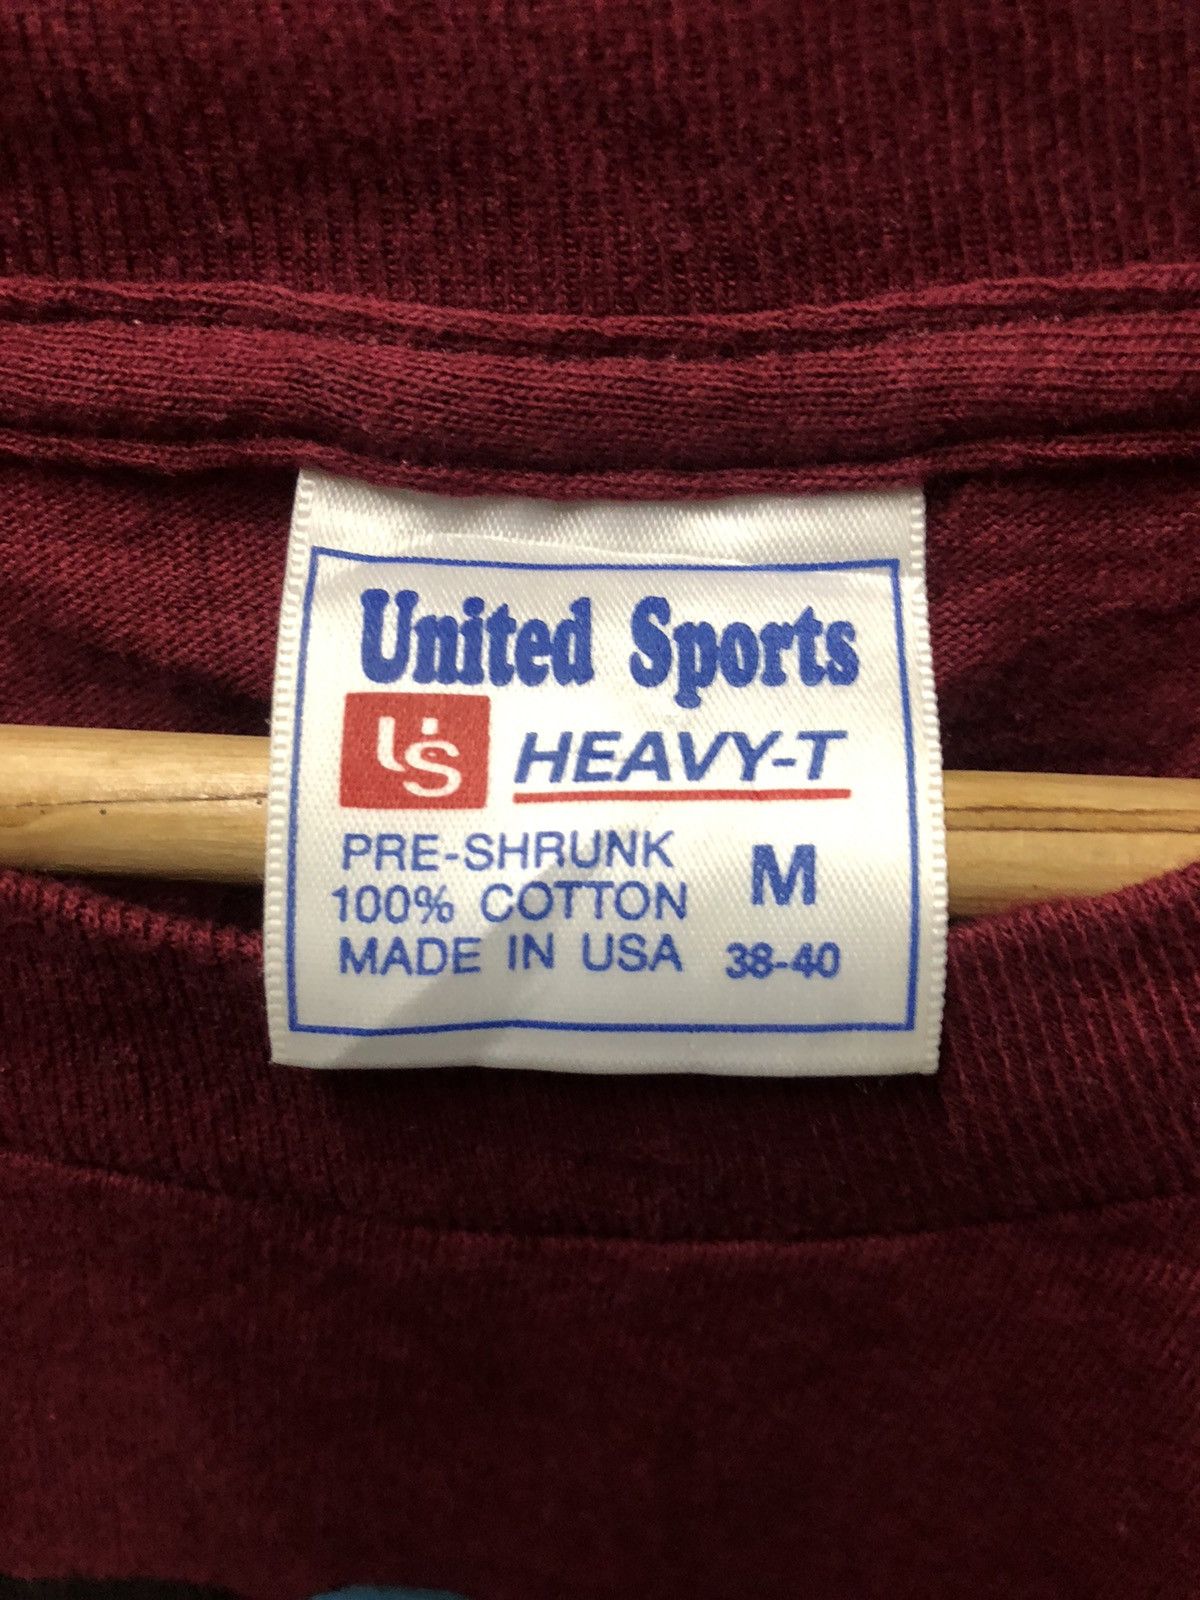 United Sports
US HEAVY-T
PRE-SHRUNK
100% COTTON M
MADE IN USA 38-40